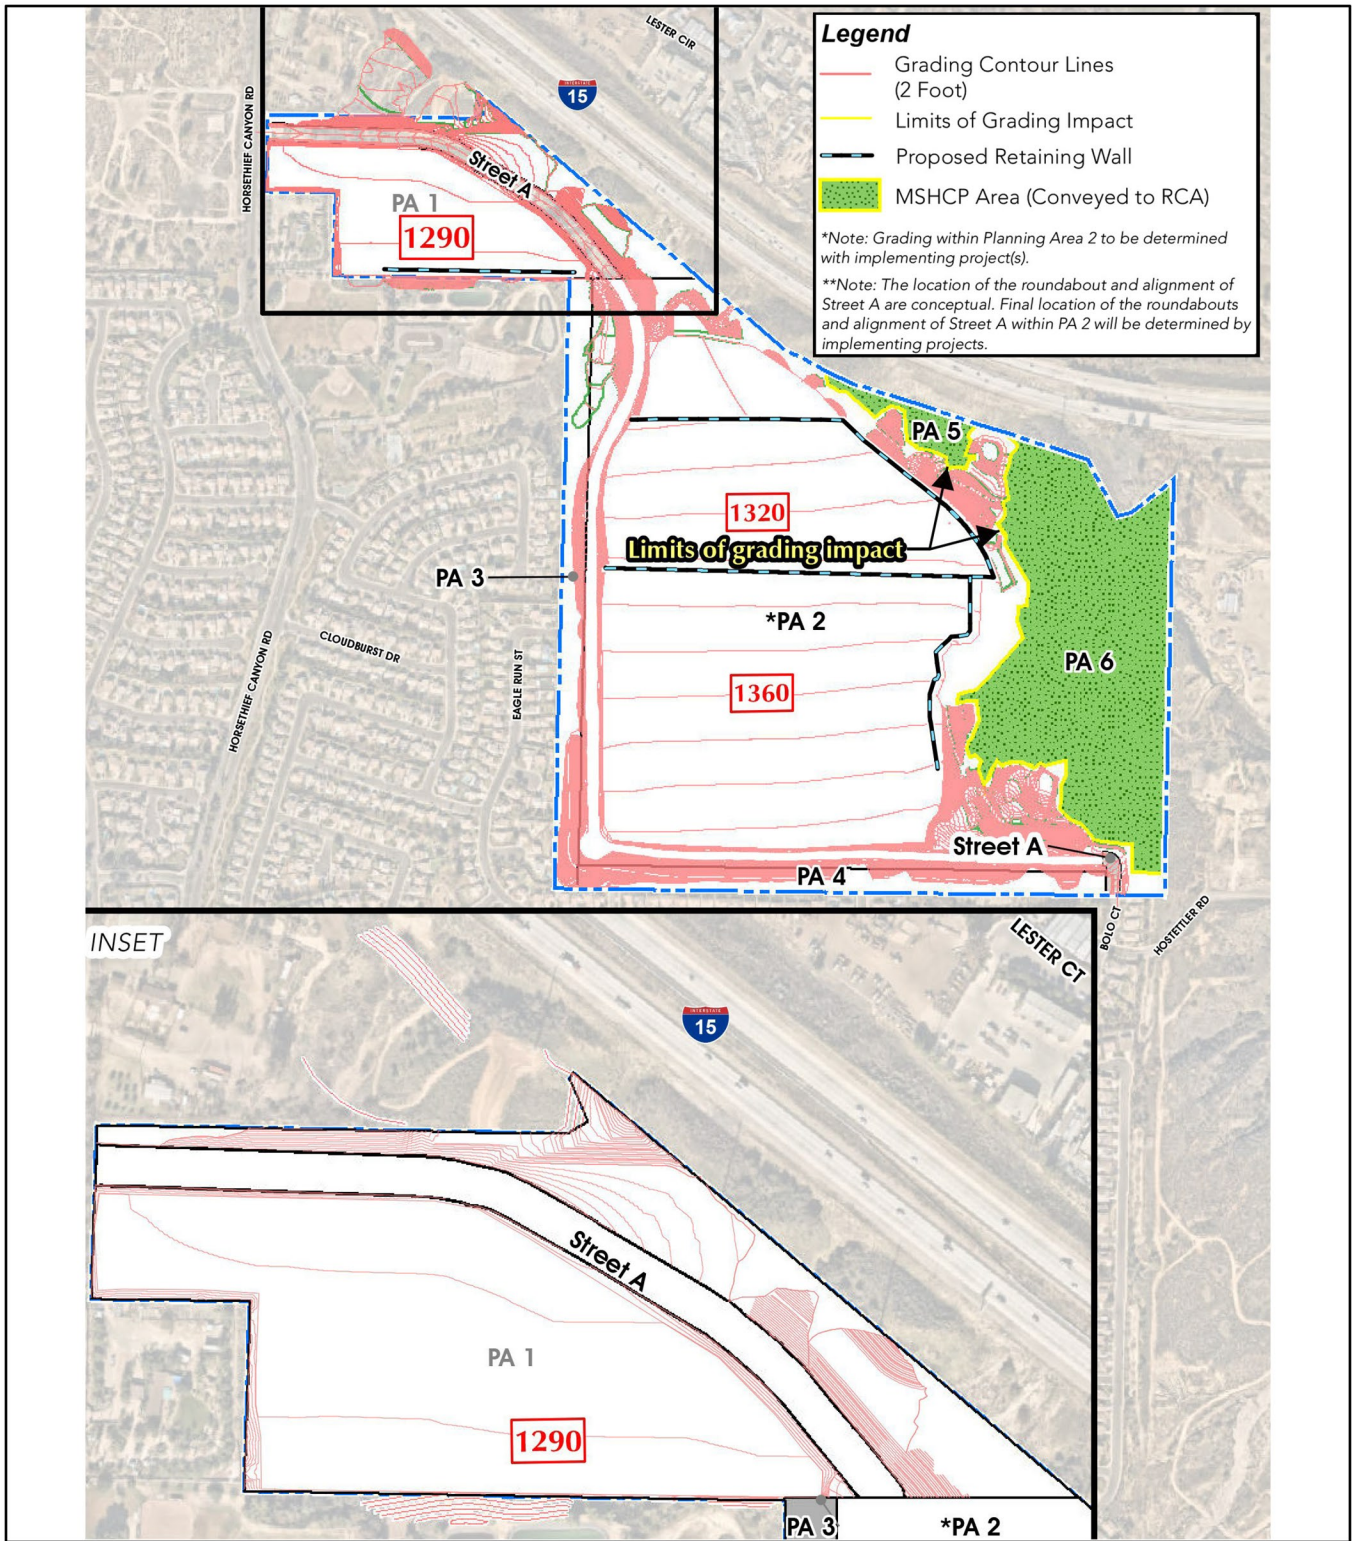 LESTER CIR
INTERSTATE
15
HORSETHIEF CANYON RD
Street A
PA 1
1290
Legend
Grading Contour Lines
(2 Foot)
Limits of Grading Impact
Proposed Retaining Wall
MSHCP Area (Conveyed to RCA)
*Note: Grading within Planning Area 2 to be determined
with implementing project(s).
**Note: The location of the roundabout and alignment of
Street A are conceptual. Final location of the roundabouts
and alignment of Street A within PA 2 will be determined by
implementing projects.
PA 5
1320
Limits of grading impact
PA 3
*PA 2
CLOUDBURST DR
HORSETHIEF CANYON RD
EAGLE RUN ST
PA 6
1360
Street A
PA 4
BOLO CT
HOSTETTLER RD
INSET
LESTER CT
INTERSTATE
15
Street A
PA 1
1290
PA 3
*PA 2